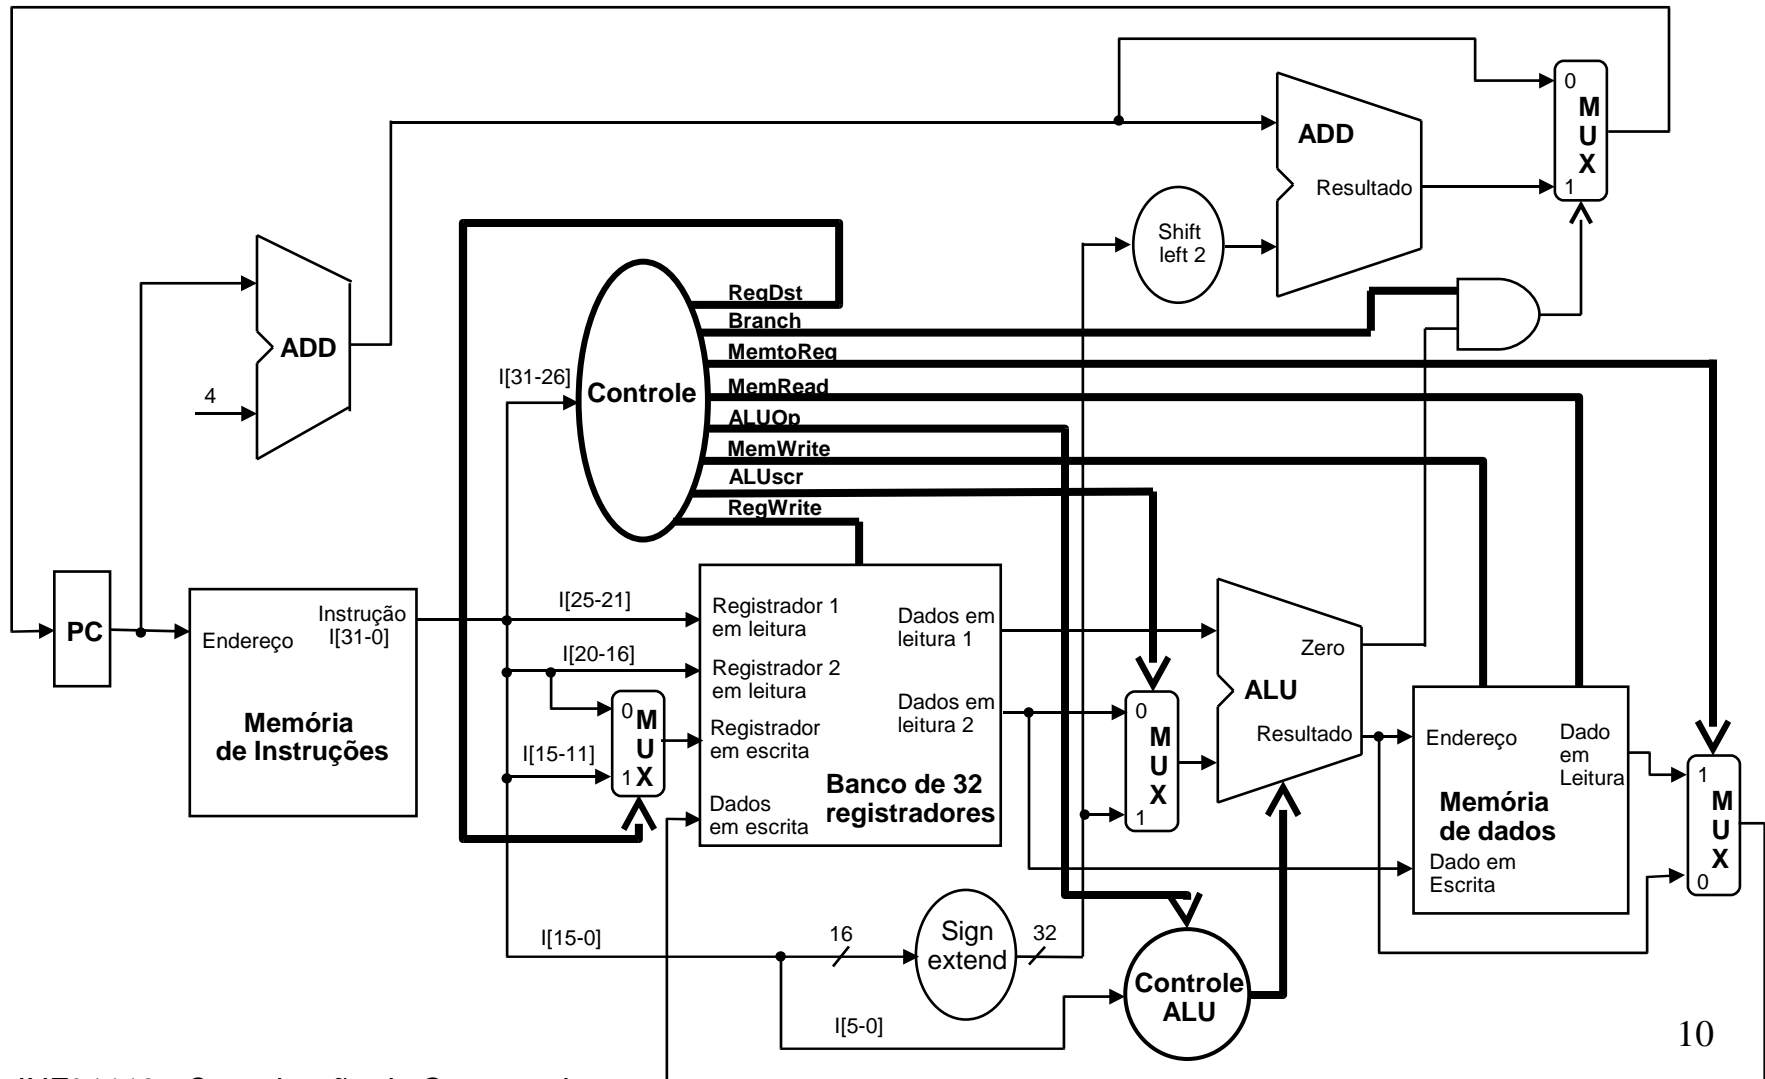 0
M
U
X
1
ADD
Resultado
Shift
left 2
ADD
4
RegDst
Branch
MemtoReg
MemRead
ALUOp
MemWrite
ALUscr
RegWrite
I[31-26]
Controle
PC
Endereço
Instrução
I[31-0]
Memória
de Instruções
I[25-21]
I[20-16]
I[15-11]
0
M
U
1 X
Registrador 1
em leitura
Registrador 2
em leitura
Registrador
em escrita
Dados
em escrita
Dados em
leitura 1
Dados em
leitura 2
Banco de 32
registradores
0
M
U
X
1
Zero
ALU
Resultado
Endereço
Dado
em
Leitura
Memória
de dados
Dado em
Escrita
1
M
U
X
0
I[15-0]
16
Sign
extend
32
I[5-0]
Controle
ALU
10